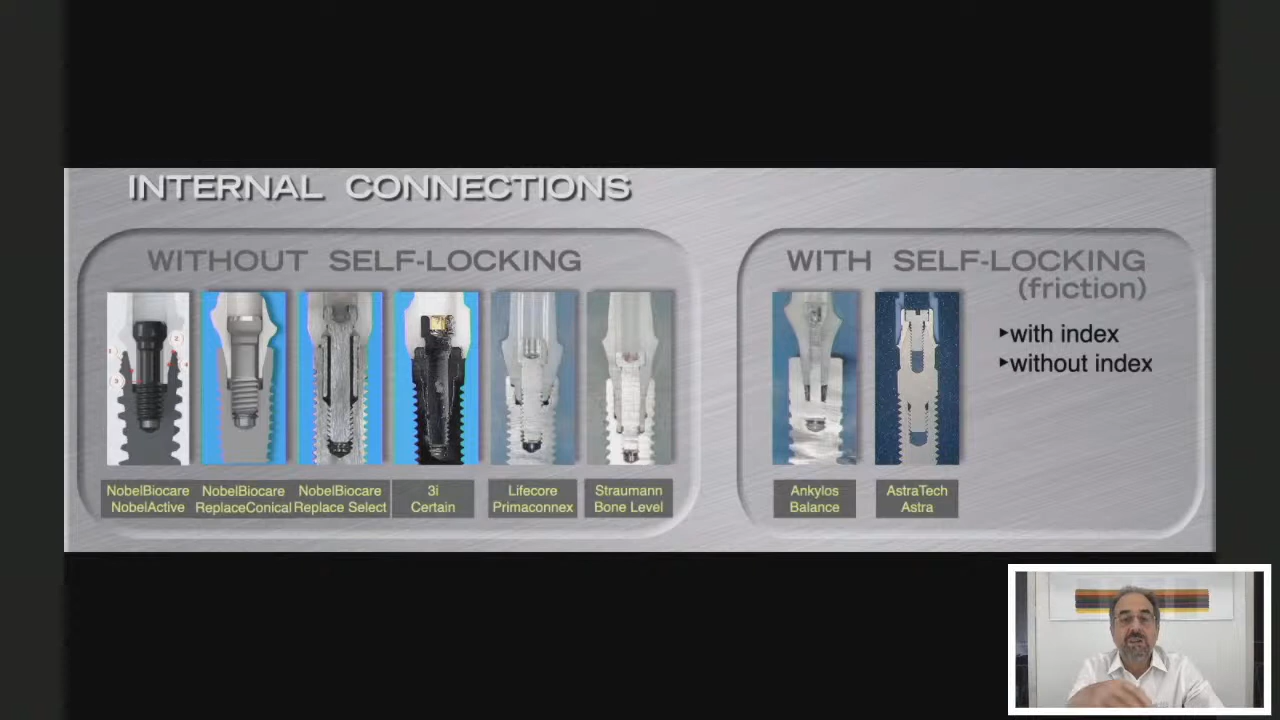 INTERNAL CONNECTIONS
WITHOUT SELF-LOCKING
NobelBiocare
NobelActive
NobelBiocare
ReplaceConical
NobelBiocare
Replace Select
3i
Certain
Lifecore
Primaconnex
Straumann
Bone Level
WITH SELF-LOCKING
(friction)
▸with index
▸without index
Ankylos
Balance
AstraTech
Astra